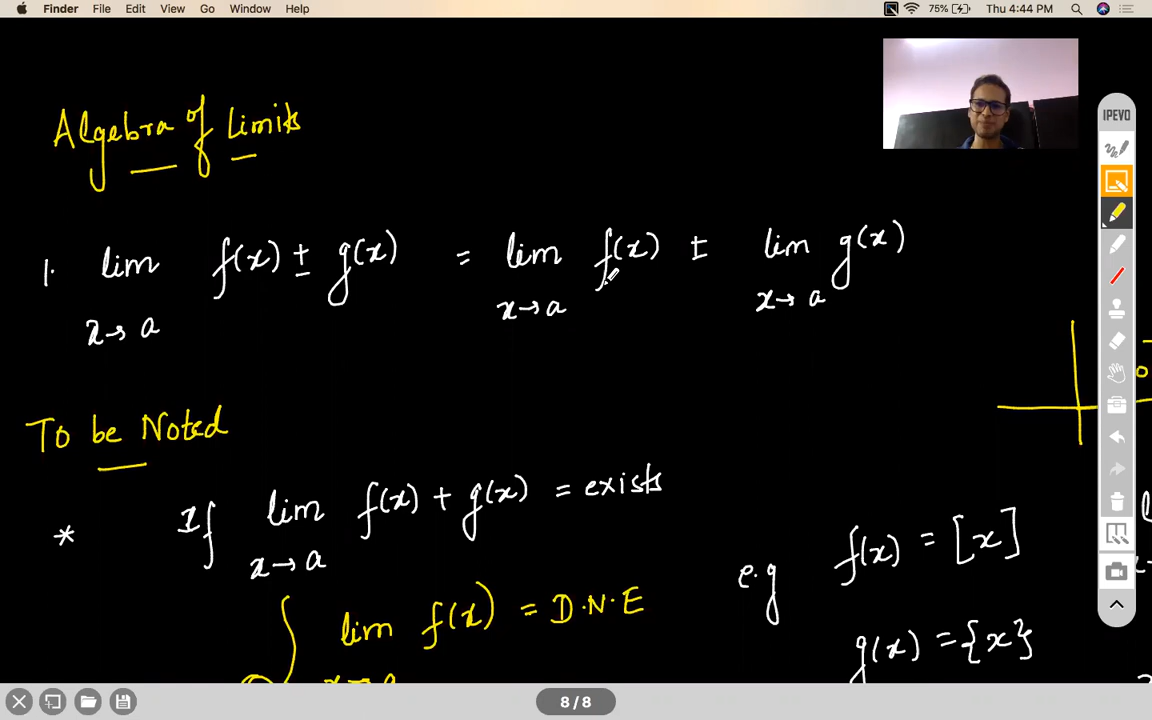 Finder File Edit View Go Window Help 75% Thu 4:44 PM
Algebra of Limits
IPEVO
1. lim f(x) ± g(x) = lim f(x) ± lim g(x)
x→a x→a x→a
To be Noted
* If lim f(x) + g(x) = exists
x→a
lim f(x) = D.N.E
e.g f(x) = [x]
g(x) = {x}
8 / 8